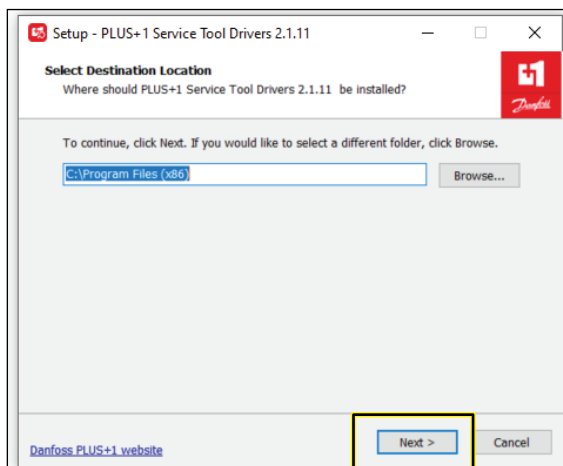 Setup - PLUS+1 Service Tool Drivers 2.1.11
Select Destination Location
Where should PLUS+1 Service Tool Drivers 2.1.11 be installed?
Danfoss
To continue, click Next. If you would like to select a different folder, click Browse.
C:\Program Files (x86)
Browse...
Next >
Cancel
Danfoss PLUS+1 website